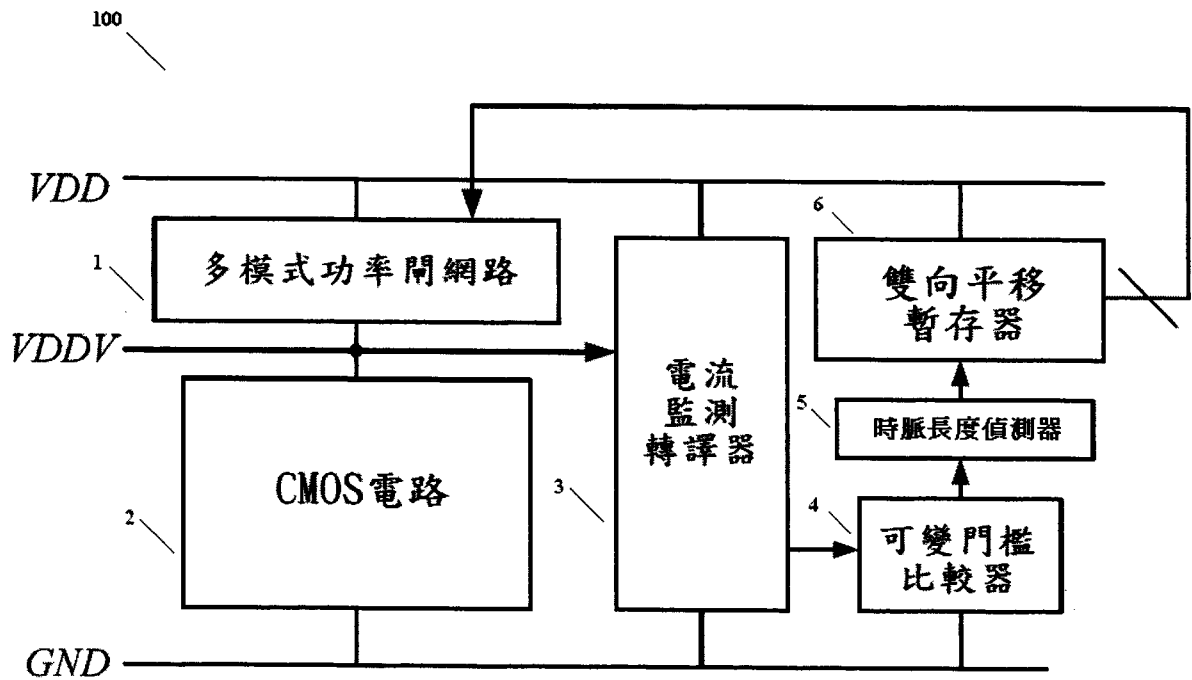 100
VDD
6
1
多模式功率閘網路
雙向平移
暫存器
VDDV
電流
監測
轉譯器
5
時脈長度偵測器
CMOS電路
2
3
4
可變門檻
比較器
GND